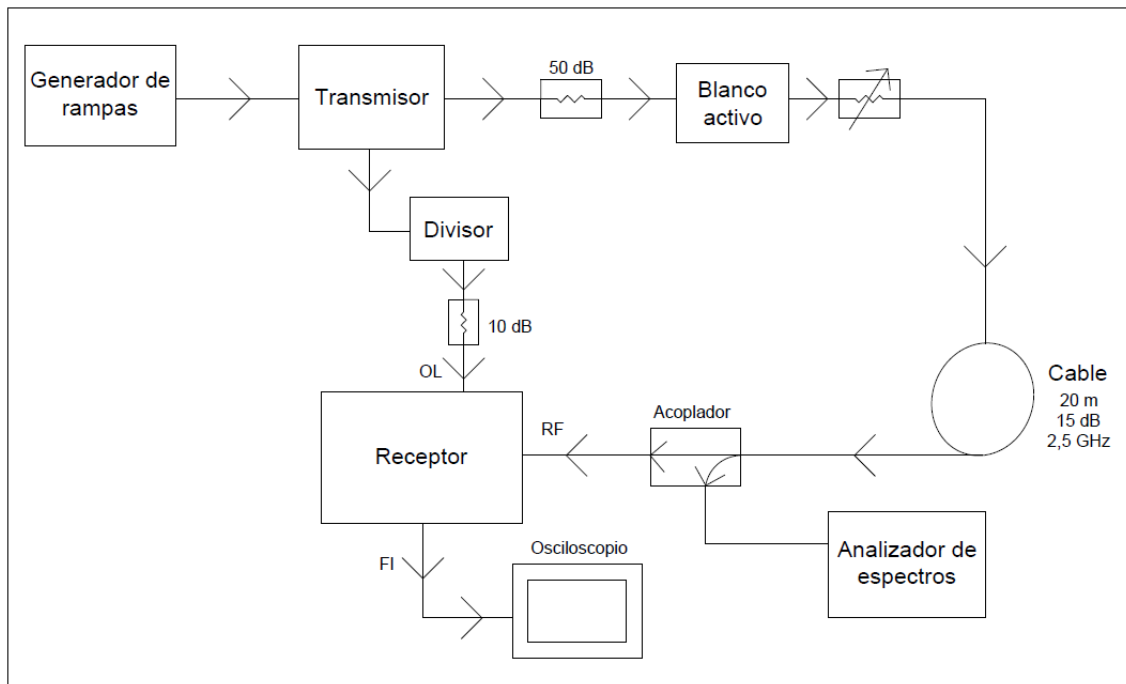 Generador de
rampas
Transmisor
50 dB
Blanco
activo
Divisor
10 dB
OL
Cable
20 m
15 dB
2,5 GHz
Acoplador
RF
Receptor
Analizador de
espectros
Osciloscopio
FI